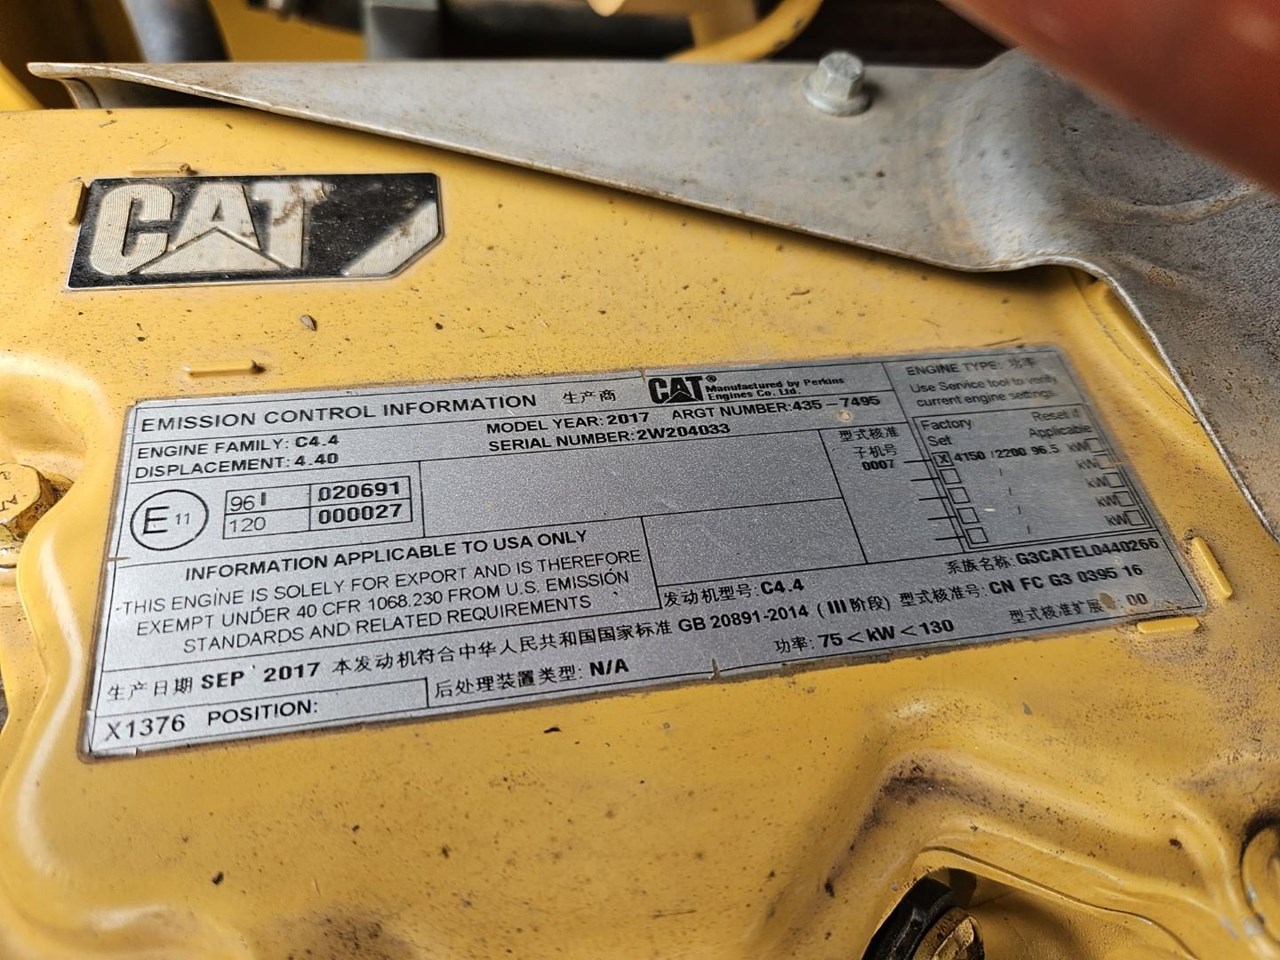 CAT
EMISSION CONTROL INFORMATION 生产商 CAT® Manufactured by Perkins Engines Co. Ltd.
ENGINE FAMILY: C4.4 MODEL YEAR: 2017 ARGT NUMBER: 435-7495
DISPLACEMENT: 4.40 SERIAL NUMBER: 2W204033
ENGINE TYPE: 功率
Use Service tool to verify
current engine settings.
Factory Set Reset if Applicable
X 4150 /2200 96.5 kW
/ kW
/ kW
/ kW
/ kW
型式核准
子机号
0007
E 11
96 020691
120 000027
INFORMATION APPLICABLE TO USA ONLY
THIS ENGINE IS SOLELY FOR EXPORT AND IS THEREFORE
EXEMPT UNDER 40 CFR 1068.230 FROM U.S. EMISSION
STANDARDS AND RELATED REQUIREMENTS
发动机型号: C4.4 系族名称: G3CATEL0440266
生产日期 SEP 2017 本发动机符合中华人民共和国国家标准 GB 20891-2014 (III阶段) 型式核准号: CN FC G3 0395 16
X1376 POSITION: 后处理装置类型: N/A 功率: 75<kW<130 型式核准扩展 00